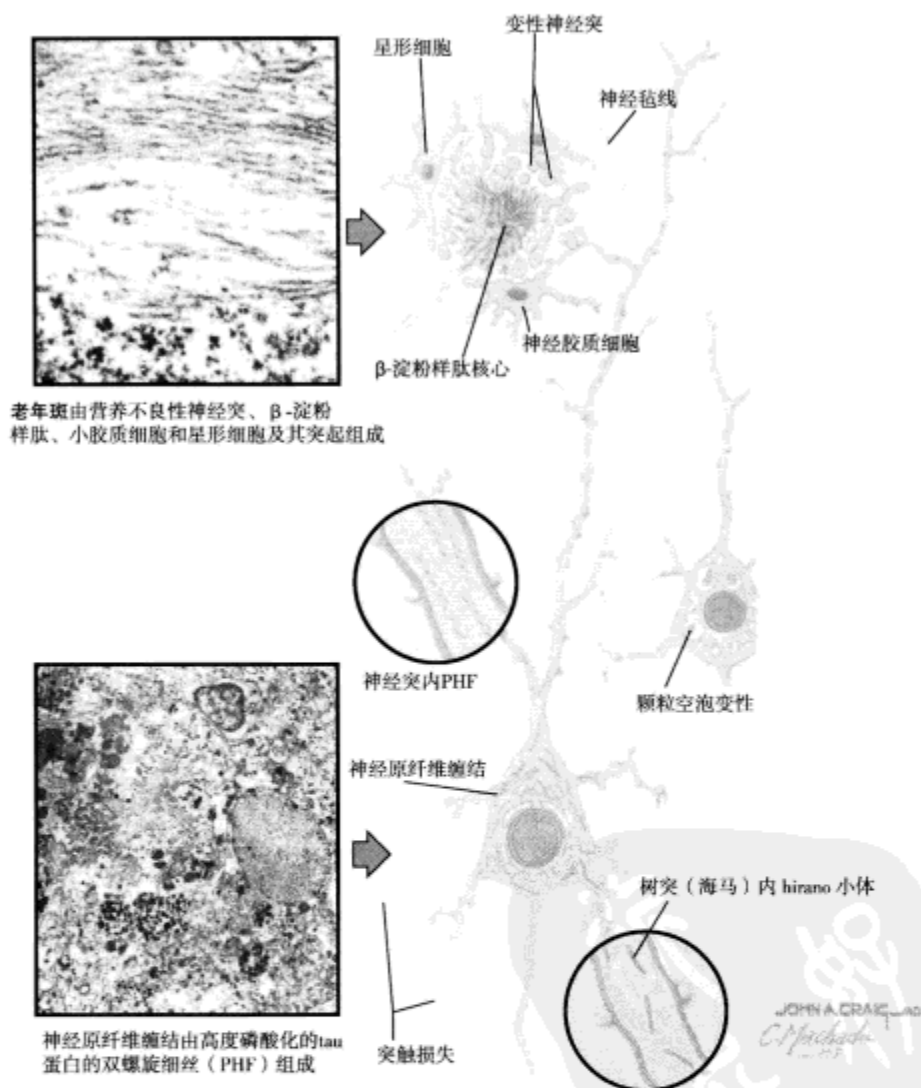 变性神经突
星形细胞
神经毡线
神经胶质细胞
β-淀粉样肽核心
老年斑由营养不良性神经突、β-淀粉
样肽、小胶质细胞和星形细胞及其突起组成
神经突内PHF
颗粒空泡变性
神经原纤维缠结
树突（海马）内 hirano 小体
突触损失
神经原纤维缠结由高度磷酸化的tau
蛋白的双螺旋细丝（PHF）组成
JOHN A. CRAIG
C. Machado